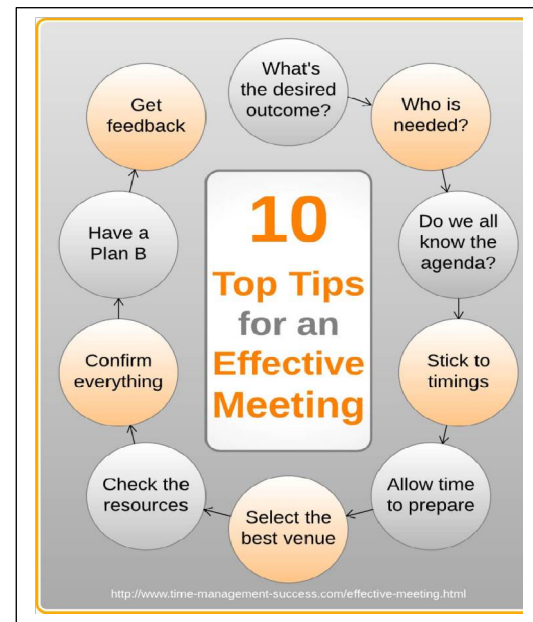 10
Top Tips
for an
Effective
Meeting
What's
the desired
outcome?
Who is
needed?
Do we all
know the
agenda?
Stick to
timings
Allow time
to prepare
Select the
best venue
Check the
resources
Confirm
everything
Have a
Plan B
Get
feedback
http://www.time-management-success.com/effective-meeting.html